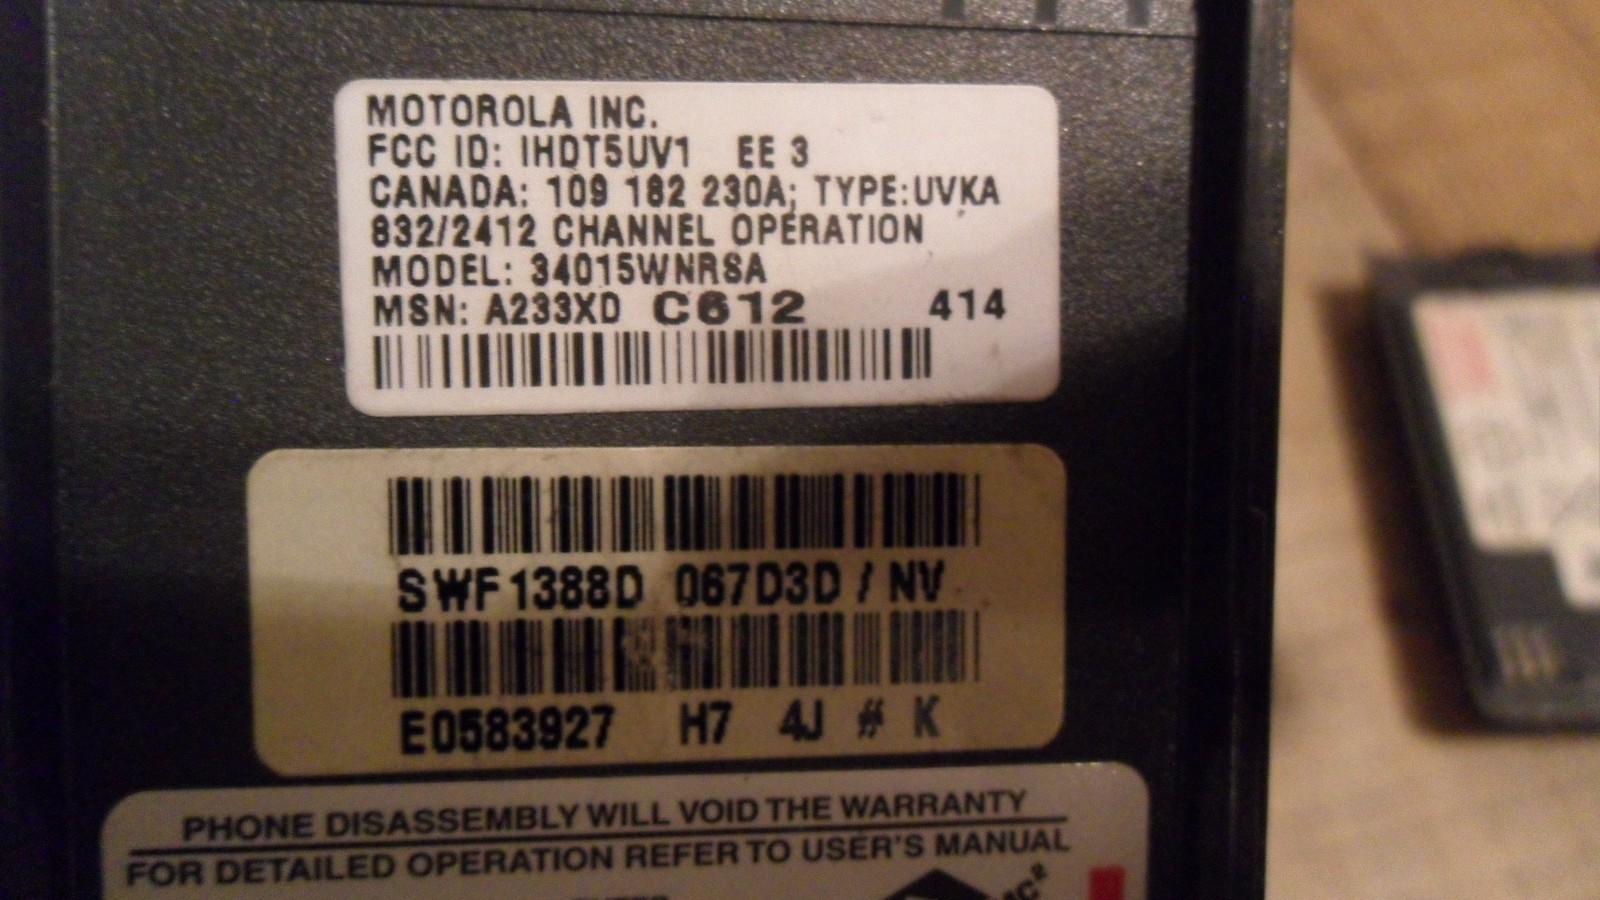 MOTOROLA INC.
FCC ID: IHDT5UV1 EE 3
CANADA: 109 182 230A; TYPE:UVKA
832/2412 CHANNEL OPERATION
MODEL: 34015WNRSA
MSN: A233XD C612 414
SWF1388D 067D3D / NV
E0583927 H7 4J # K
PHONE DISASSEMBLY WILL VOID THE WARRANTY
FOR DETAILED OPERATION REFER TO USER'S MANUAL